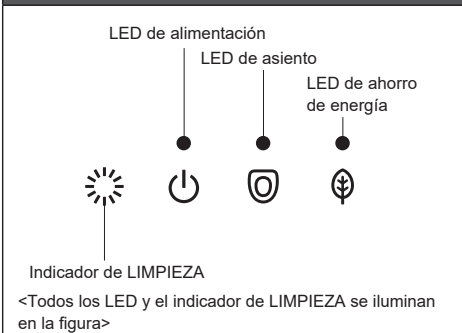 LED de alimentación
LED de asiento
LED de ahorro
de energía
Indicador de LIMPIEZA
<Todos los LED y el indicador de LIMPIEZA se iluminan
en la figura>